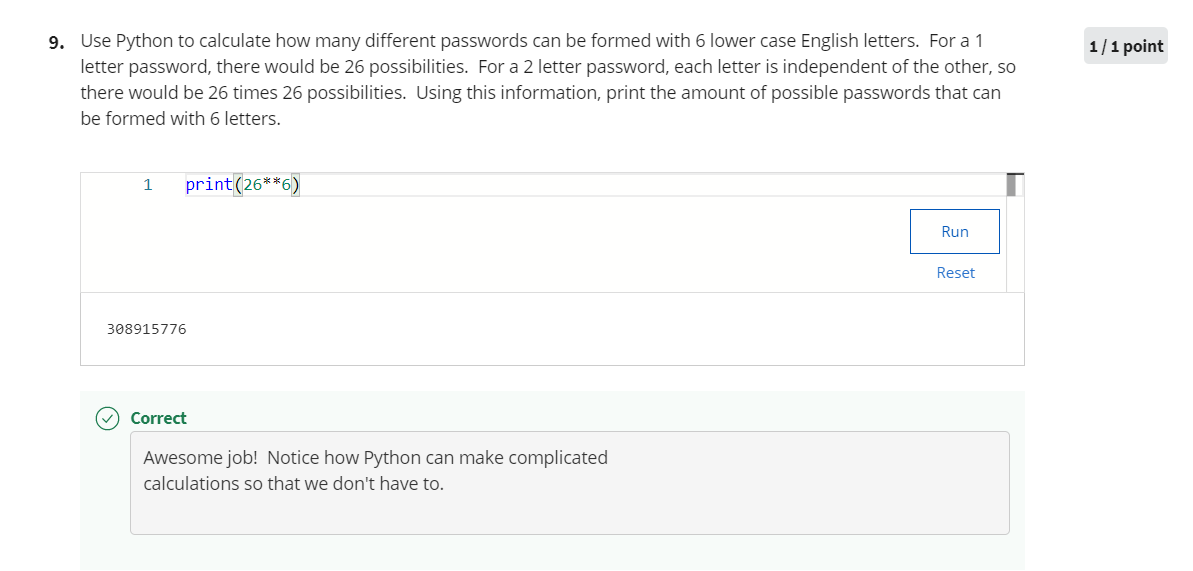 9. Use Python to calculate how many different passwords can be formed with 6 lower case English letters.  For a 1
1 / 1 point
letter password, there would be 26 possibilities.  For a 2 letter password, each letter is independent of the other, so
there would be 26 times 26 possibilities.  Using this information, print the amount of possible passwords that can
be formed with 6 letters.
1 print(26**6)
Run
Reset
308915776
Correct
Awesome job!  Notice how Python can make complicated
calculations so that we don't have to.